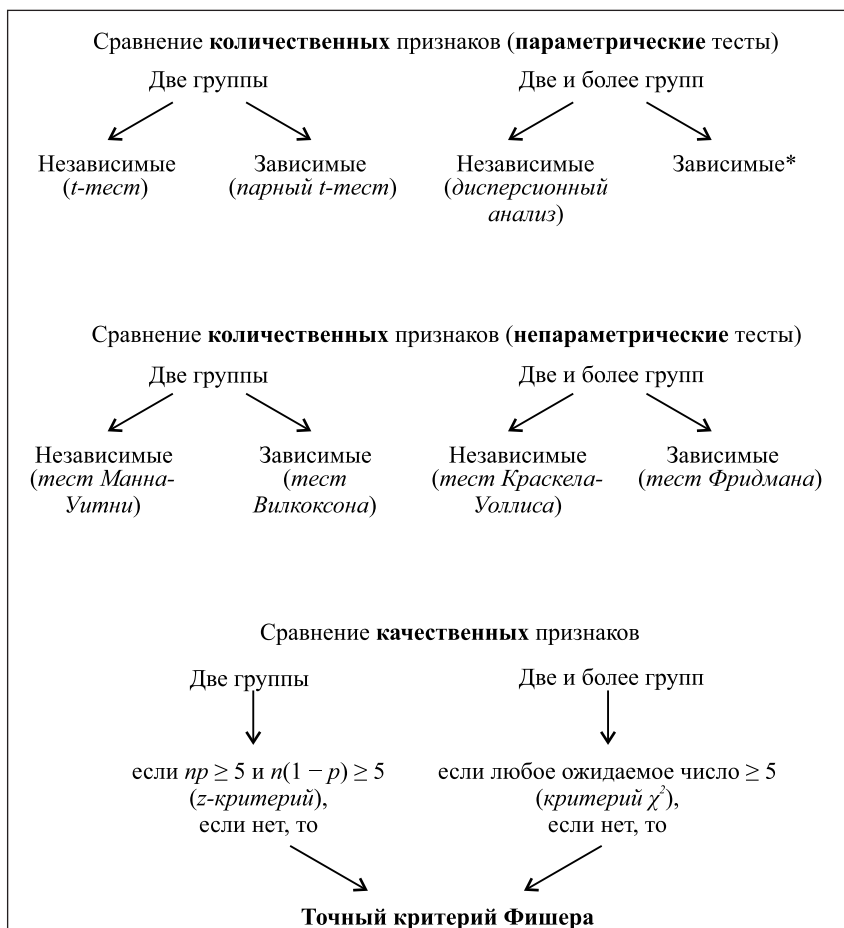 Сравнение количественных признаков (параметрические тесты)
Две группы
Две и более групп
Независимые
(t-тест)
Зависимые
(парный t-тест)
Независимые
(дисперсионный
анализ)
Зависимые*
Сравнение количественных признаков (непараметрические тесты)
Две группы
Две и более групп
Независимые
(тест Манна-
Уитни)
Зависимые
(тест
Вилкоксона)
Независимые
(тест Краскела-
Уоллиса)
Зависимые
(тест Фридмана)
Сравнение качественных признаков
Две группы
Две и более групп
если np ≥ 5 и n(1 − p) ≥ 5
(z-критерий),
если нет, то
если любое ожидаемое число ≥ 5
(критерий χ²),
если нет, то
Точный критерий Фишера